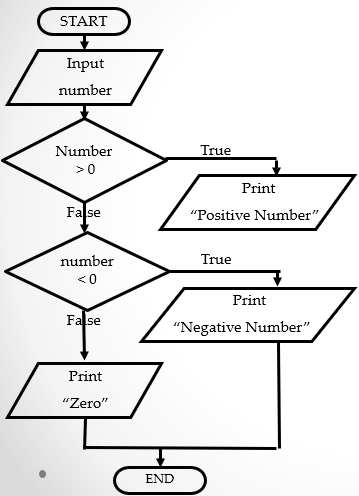 START
Input
number
Number
> 0
True
Print
“Positive Number”
False
number
< 0
True
Print
“Negative Number”
False
Print
“Zero”
END